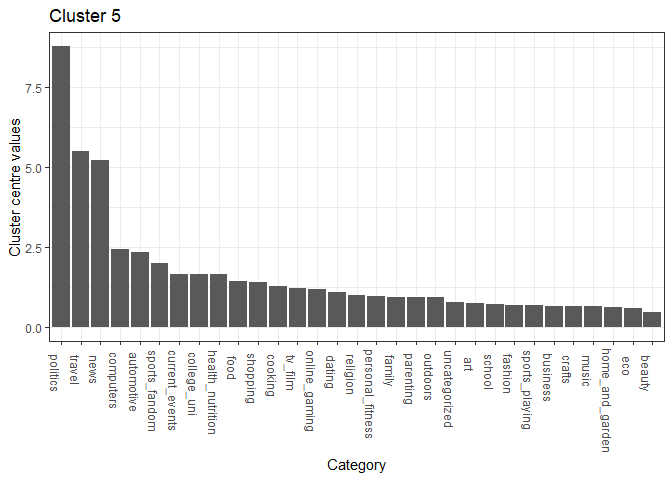 Cluster 5
Cluster centre values
7.5
5.0
2.5
0.0
politics
travel
news
computers
automotive
sports_fandom
current_events
college_uni
health_nutrition
food
shopping
cooking
tv_film
online_gaming
dating
religion
personal_fitness
family
parenting
outdoors
uncategorized
art
school
fashion
sports_playing
business
crafts
music
home_and_garden
eco
beauty
Category